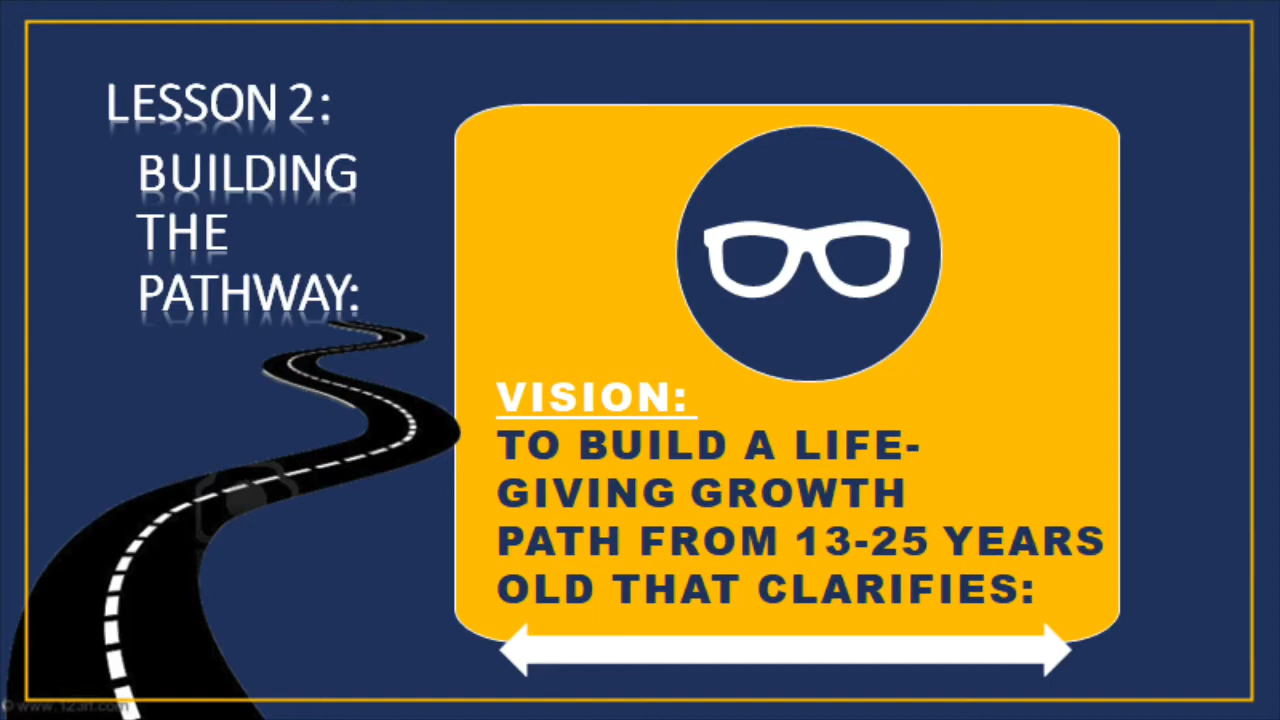 LESSON 2:
BUILDING
THE
PATHWAY:
VISION:
TO BUILD A LIFE-
GIVING GROWTH
PATH FROM 13-25 YEARS
OLD THAT CLARIFIES: